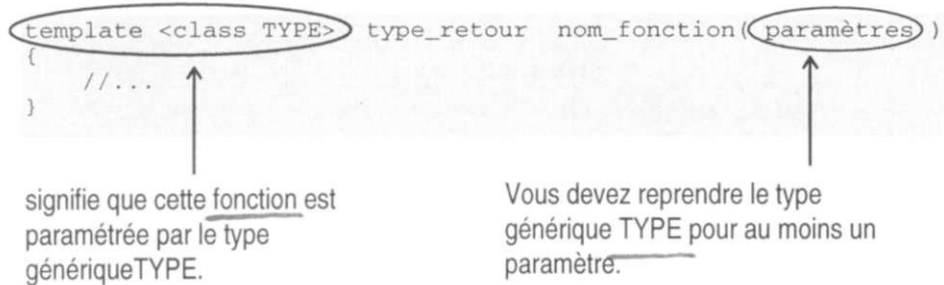 template <class TYPE> type_retour nom_fonction( paramètres )
{
//...
}
signifie que cette fonction est
paramétrée par le type
génériqueTYPE.
Vous devez reprendre le type
générique TYPE pour au moins un
paramètre.